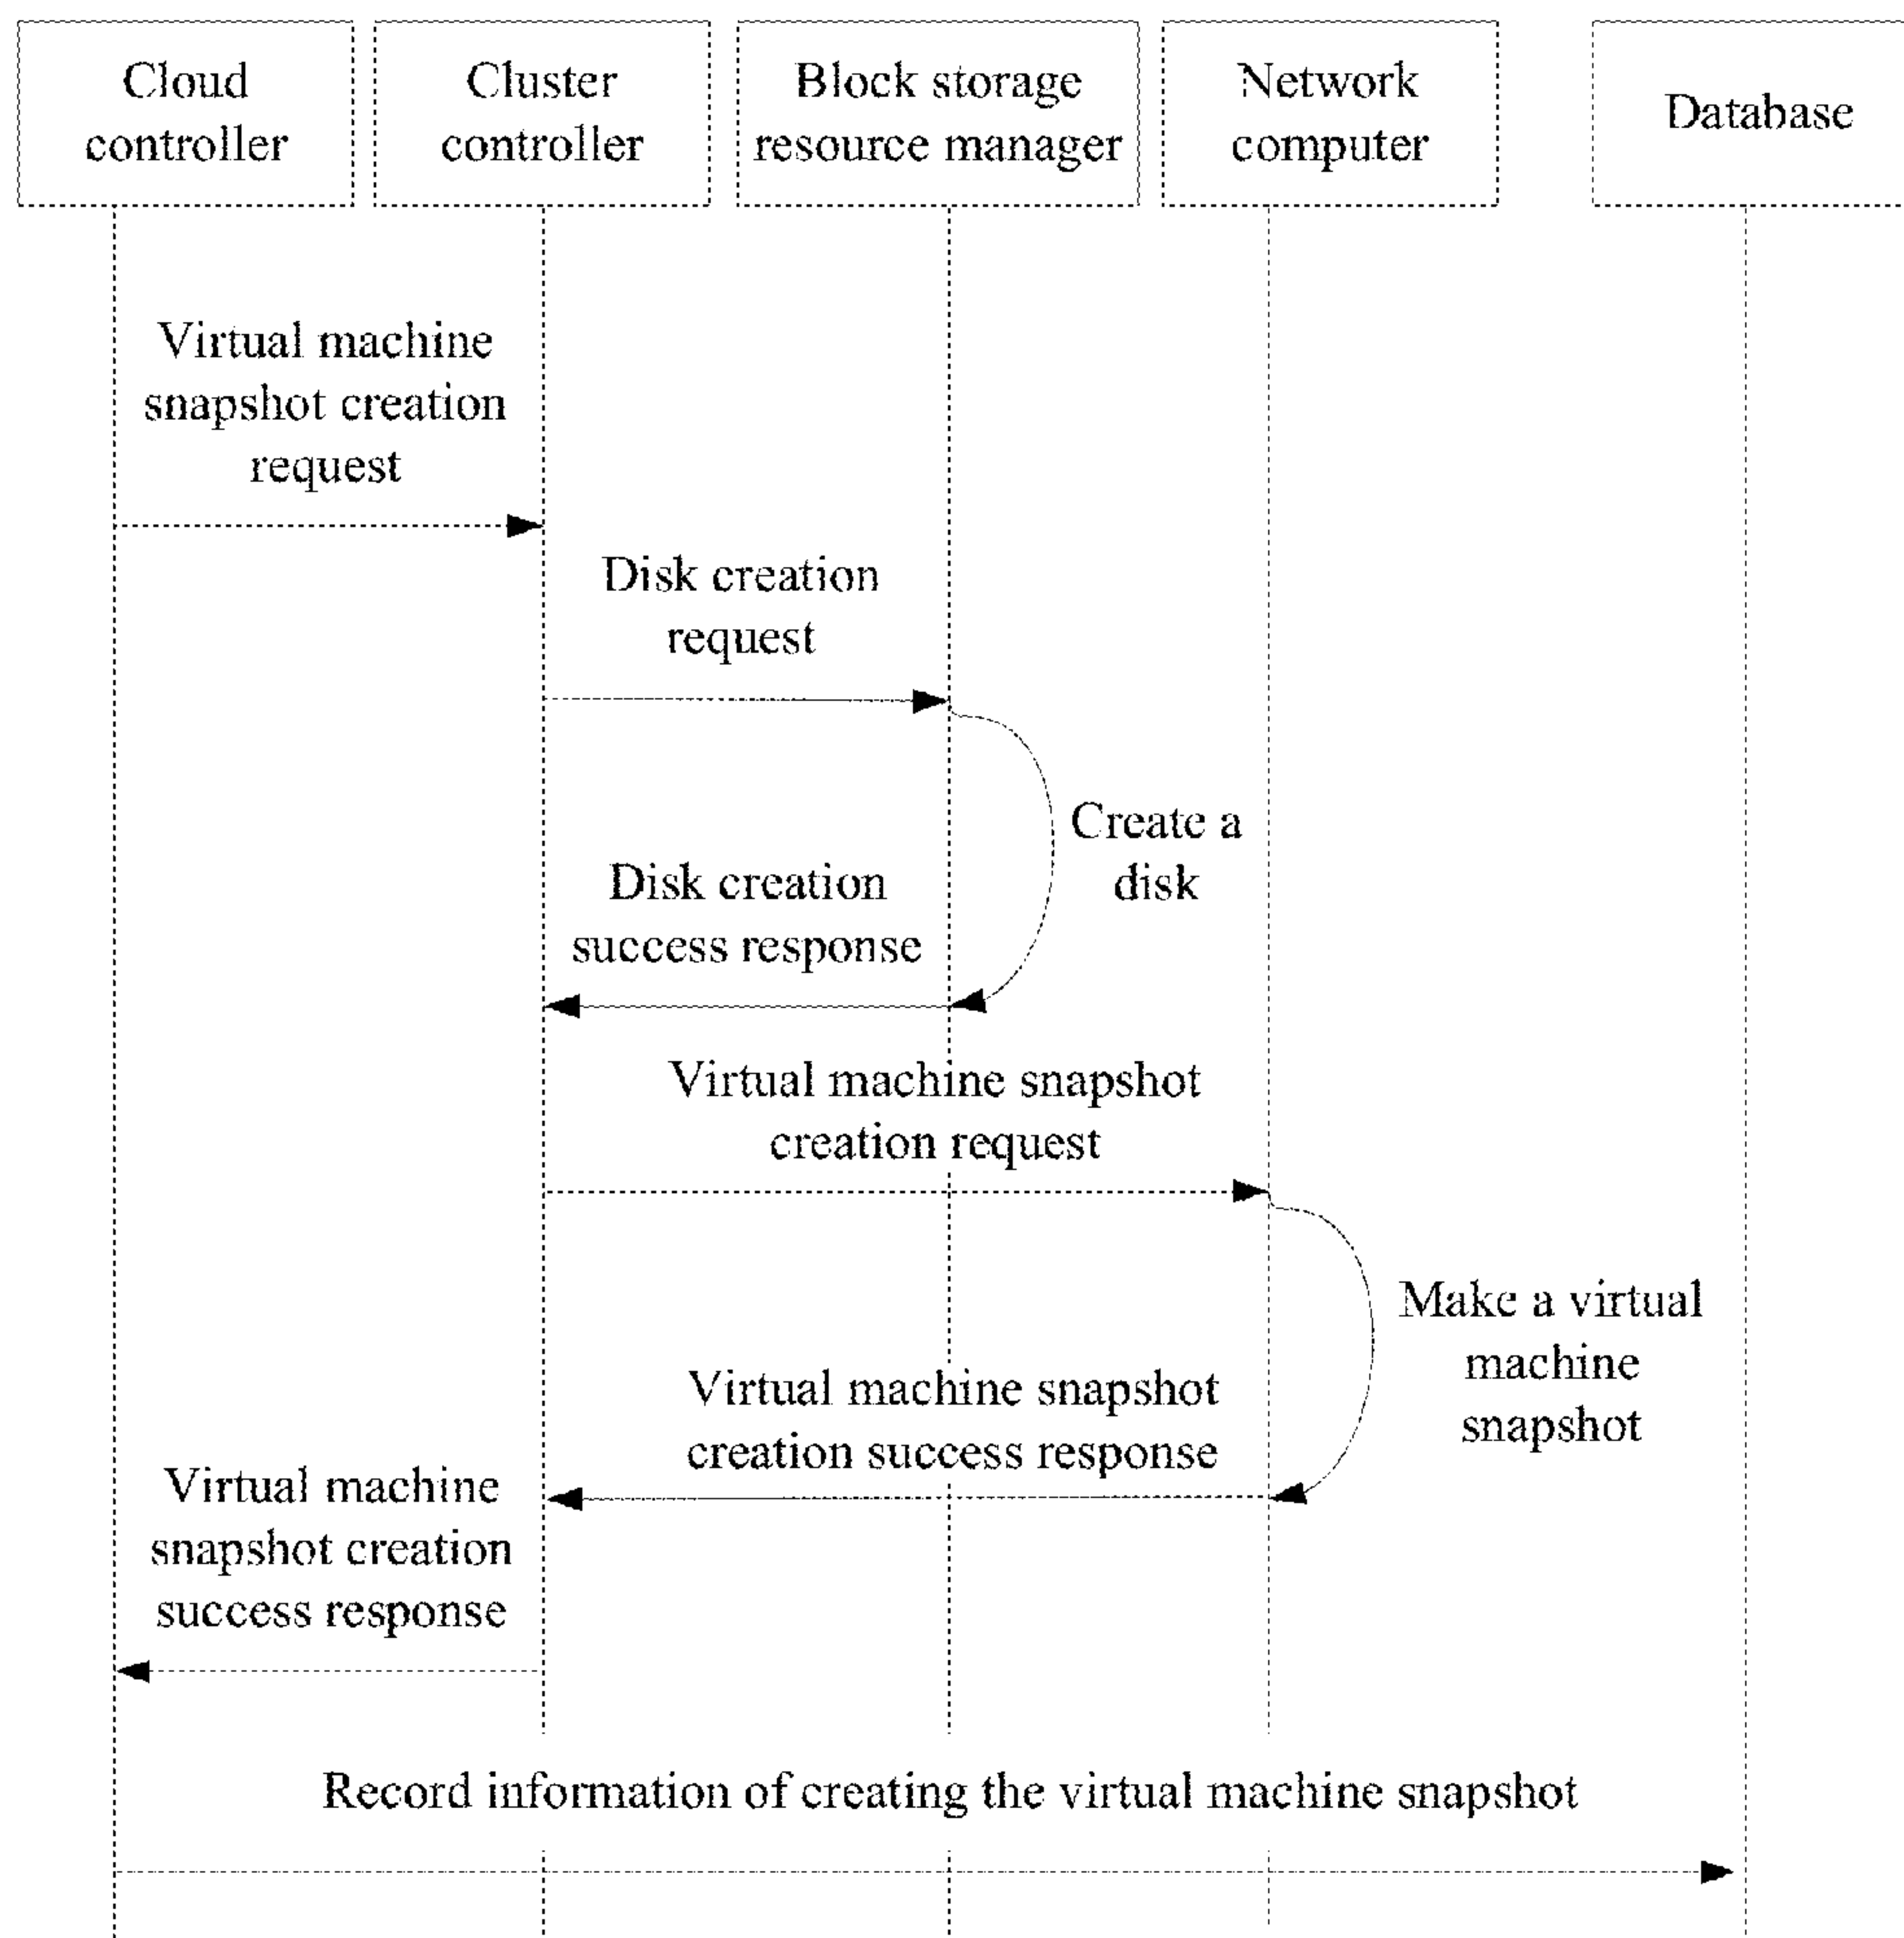 Cloud
controller
Cluster
controller
Block storage
resource manager
Network
computer
Database
Virtual machine
snapshot creation
request
Disk creation
request
Create a
disk
Disk creation
success response
Virtual machine snapshot
creation request
Make a virtual
machine
snapshot
Virtual machine snapshot
creation success response
Virtual machine
snapshot creation
success response
Record information of creating the virtual machine snapshot